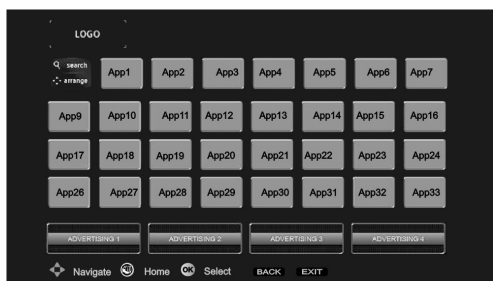 LOGO
search
arrange
App1 App2 App3 App4 App5 App6 App7
App9 App10 App11 App12 App13 App14 App15 App16
App17 App18 App19 App20 App21 App22 App23 App24
App26 App27 App28 App29 App30 App31 App32 App33
ADVERTISING 1 ADVERTISING 2 ADVERTISING 3 ADVERTISING 4
Navigate Home OK Select BACK EXIT